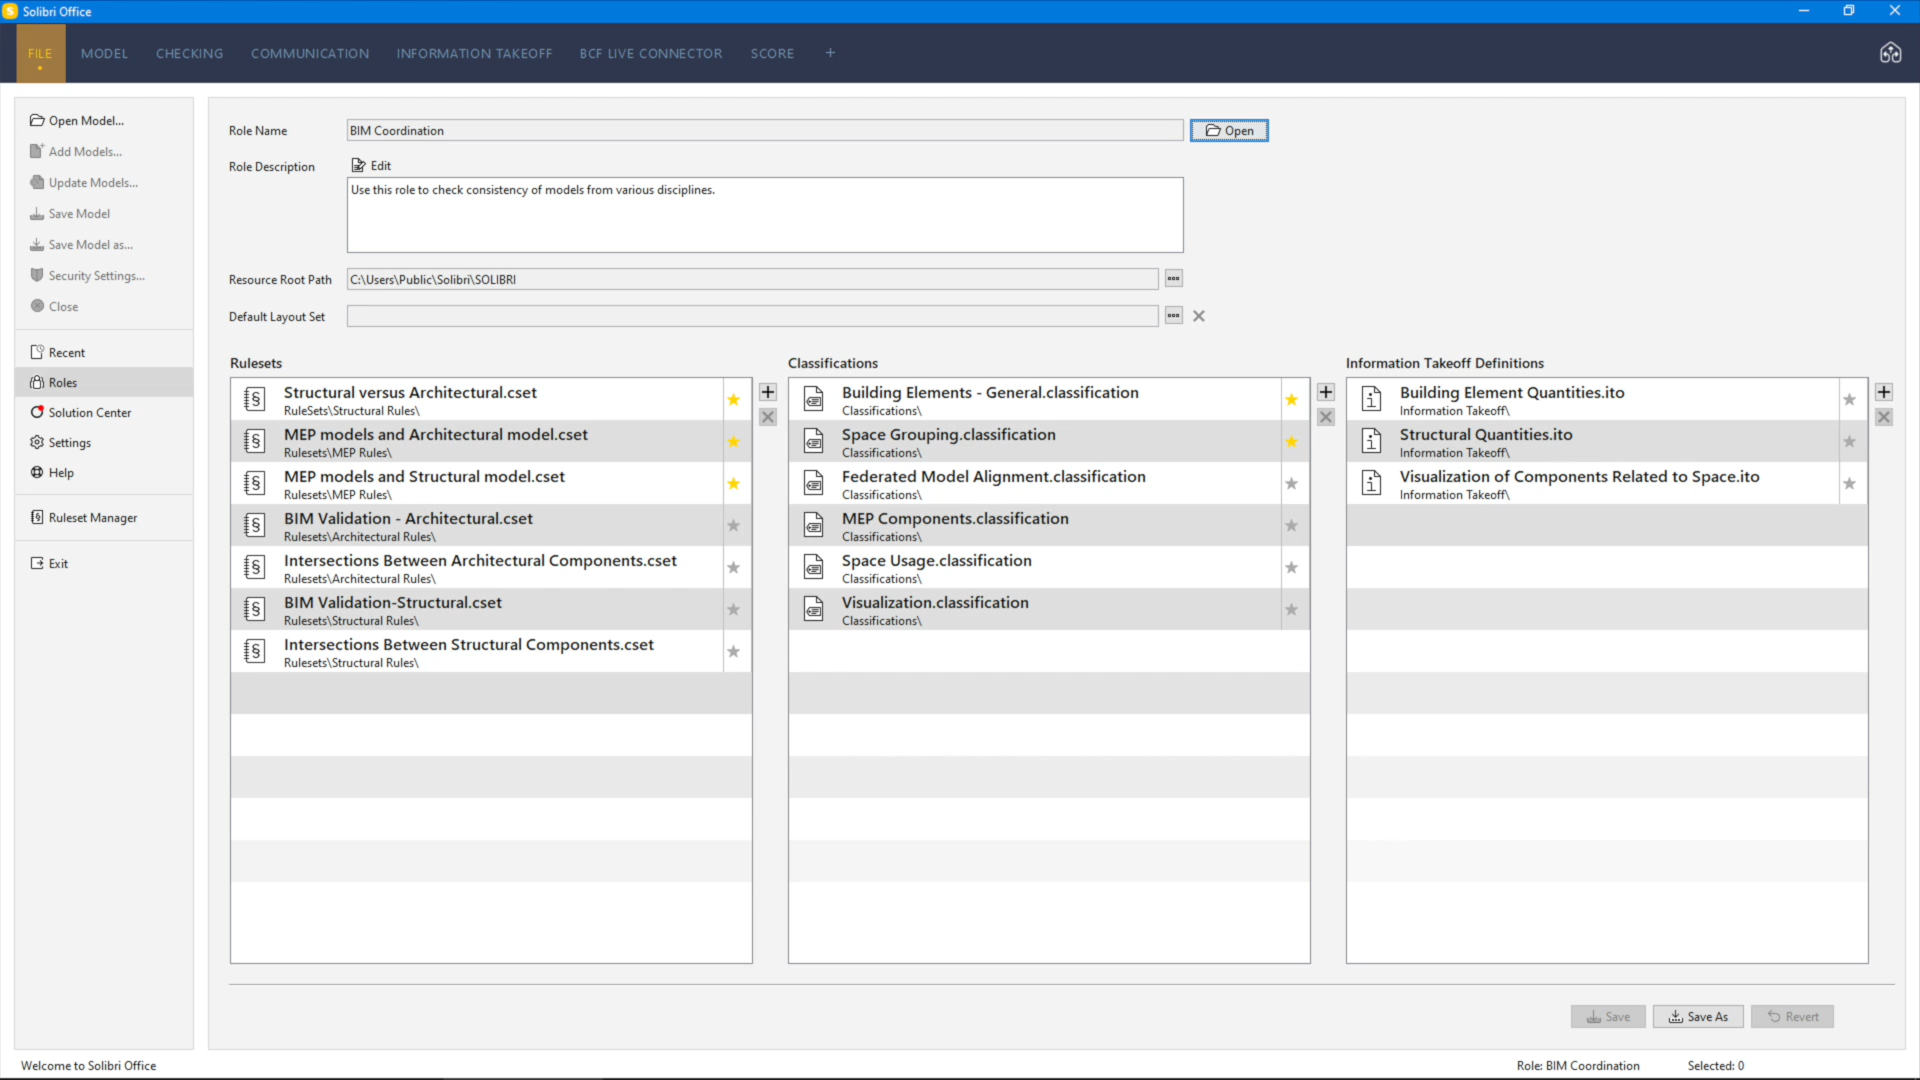 Solibri Office
FILE
MODEL
CHECKING
COMMUNICATION
INFORMATION TAKEOFF
BCF LIVE CONNECTOR
SCORE
+
Open Model...
Add Models...
Update Models...
Save Model
Save Model as...
Security Settings...
Close
Recent
Roles
Solution Center
Settings
Help
Ruleset Manager
Exit
Role Name
BIM Coordination
Open
Role Description
Edit
Use this role to check consistency of models from various disciplines.
Resource Root Path
C:\Users\Public\Solibri\SOLIBRI
Default Layout Set
Rulesets
Structural versus Architectural.cset
RuleSets\Structural Rules\
MEP models and Architectural model.cset
Rulesets\MEP Rules\
MEP models and Structural model.cset
Rulesets\MEP Rules\
BIM Validation - Architectural.cset
Rulesets\Architectural Rules\
Intersections Between Architectural Components.cset
Rulesets\Architectural Rules\
BIM Validation-Structural.cset
Rulesets\Structural Rules\
Intersections Between Structural Components.cset
Rulesets\Structural Rules\
Classifications
Building Elements - General.classification
Classifications\
Space Grouping.classification
Classifications\
Federated Model Alignment.classification
Classifications\
MEP Components.classification
Classifications\
Space Usage.classification
Classifications\
Visualization.classification
Classifications\
Information Takeoff Definitions
Building Element Quantities.ito
Information Takeoff\
Structural Quantities.ito
Information Takeoff\
Visualization of Components Related to Space.ito
Information Takeoff\
Save
Save As
Revert
Welcome to Solibri Office
Role: BIM Coordination
Selected: 0